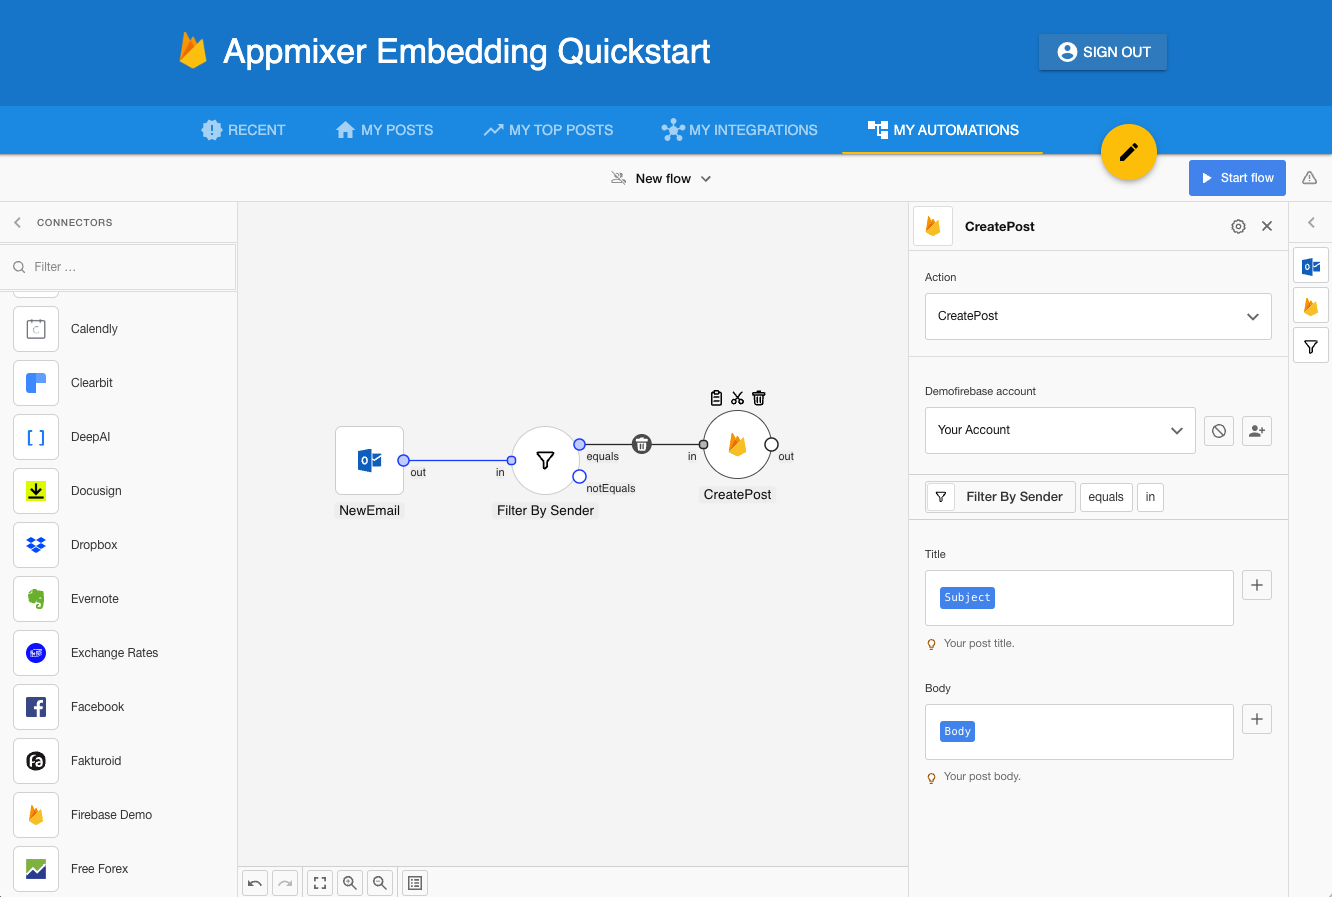 Appmixer Embedding Quickstart
SIGN OUT
RECENT
MY POSTS
MY TOP POSTS
MY INTEGRATIONS
MY AUTOMATIONS
New flow
Start flow
CONNECTORS
Filter ...
Calendly
Clearbit
DeepAI
Docusign
Dropbox
Evernote
Exchange Rates
Facebook
Fakturoid
Firebase Demo
Free Forex
out
NewEmail
in
equals
notEquals
Filter By Sender
in
out
CreatePost
CreatePost
Action
CreatePost
Demofirebase account
Your Account
Filter By Sender
equals
in
Title
Subject
Your post title.
Body
Body
Your post body.